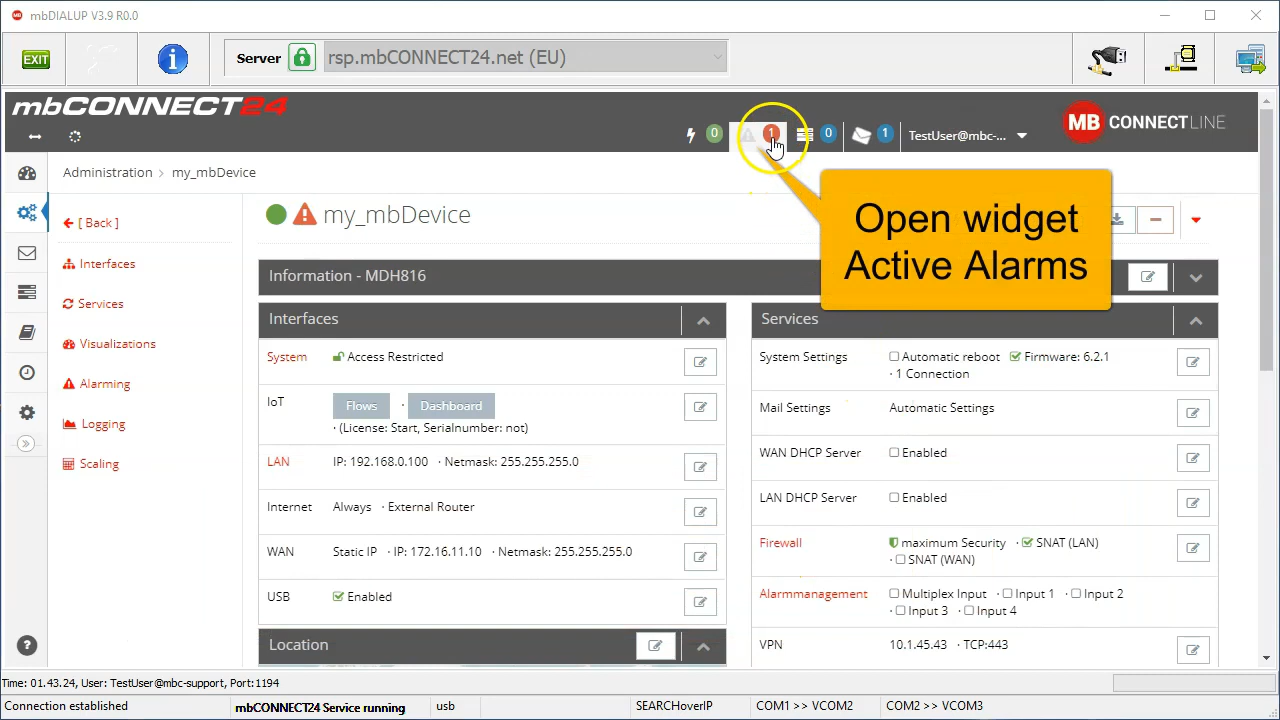 mbDIALUP V3.9 R0.0
EXIT
Server
rsp.mbCONNECT24.net (EU)
mbCONNECT24
0
1
0
1
TestUser@mbc-...
MB CONNECT LINE
Administration > my_mbDevice
Open widget
Active Alarms
[ Back ]
Interfaces
Services
Visualizations
Alarming
Logging
Scaling
my_mbDevice
Information - MDH816
Interfaces
System Access Restricted
IoT Flows · Dashboard
· (License: Start, Serialnumber: not)
LAN IP: 192.168.0.100 · Netmask: 255.255.255.0
Internet Always · External Router
WAN Static IP · IP: 172.16.11.10 · Netmask: 255.255.255.0
USB Enabled
Location
Services
System Settings Automatic reboot Firmware: 6.2.1
· 1 Connection
Mail Settings Automatic Settings
WAN DHCP Server Enabled
LAN DHCP Server Enabled
Firewall maximum Security · SNAT (LAN)
· SNAT (WAN)
Alarmmanagement Multiplex Input · Input 1 · Input 2
· Input 3 · Input 4
VPN 10.1.45.43 · TCP:443
Time: 01.43.24, User: TestUser@mbc-support, Port:1194
Connection established
mbCONNECT24 Service running
usb
SEARCHoverIP
COM1 >> VCOM2
COM2 >> VCOM3